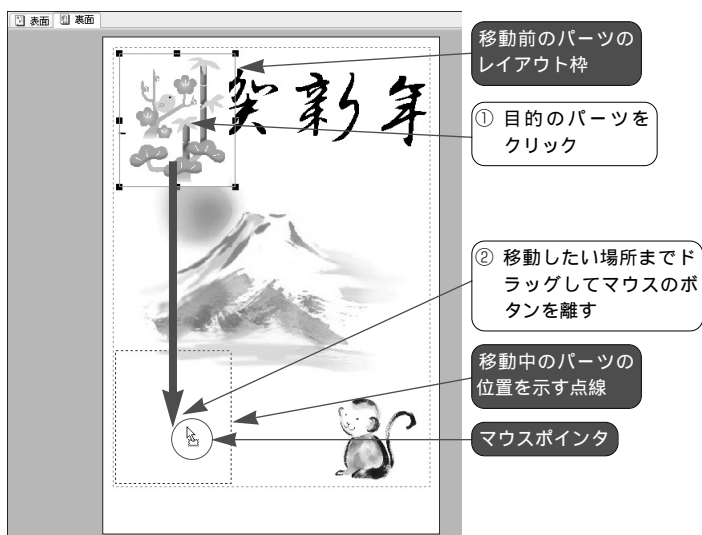 表面 裏面
賀新年
移動前のパーツの
レイアウト枠
① 目的のパーツを
クリック
② 移動したい場所までド
ラッグしてマウスのボ
タンを離す
移動中のパーツの
位置を示す点線
マウスポインタ